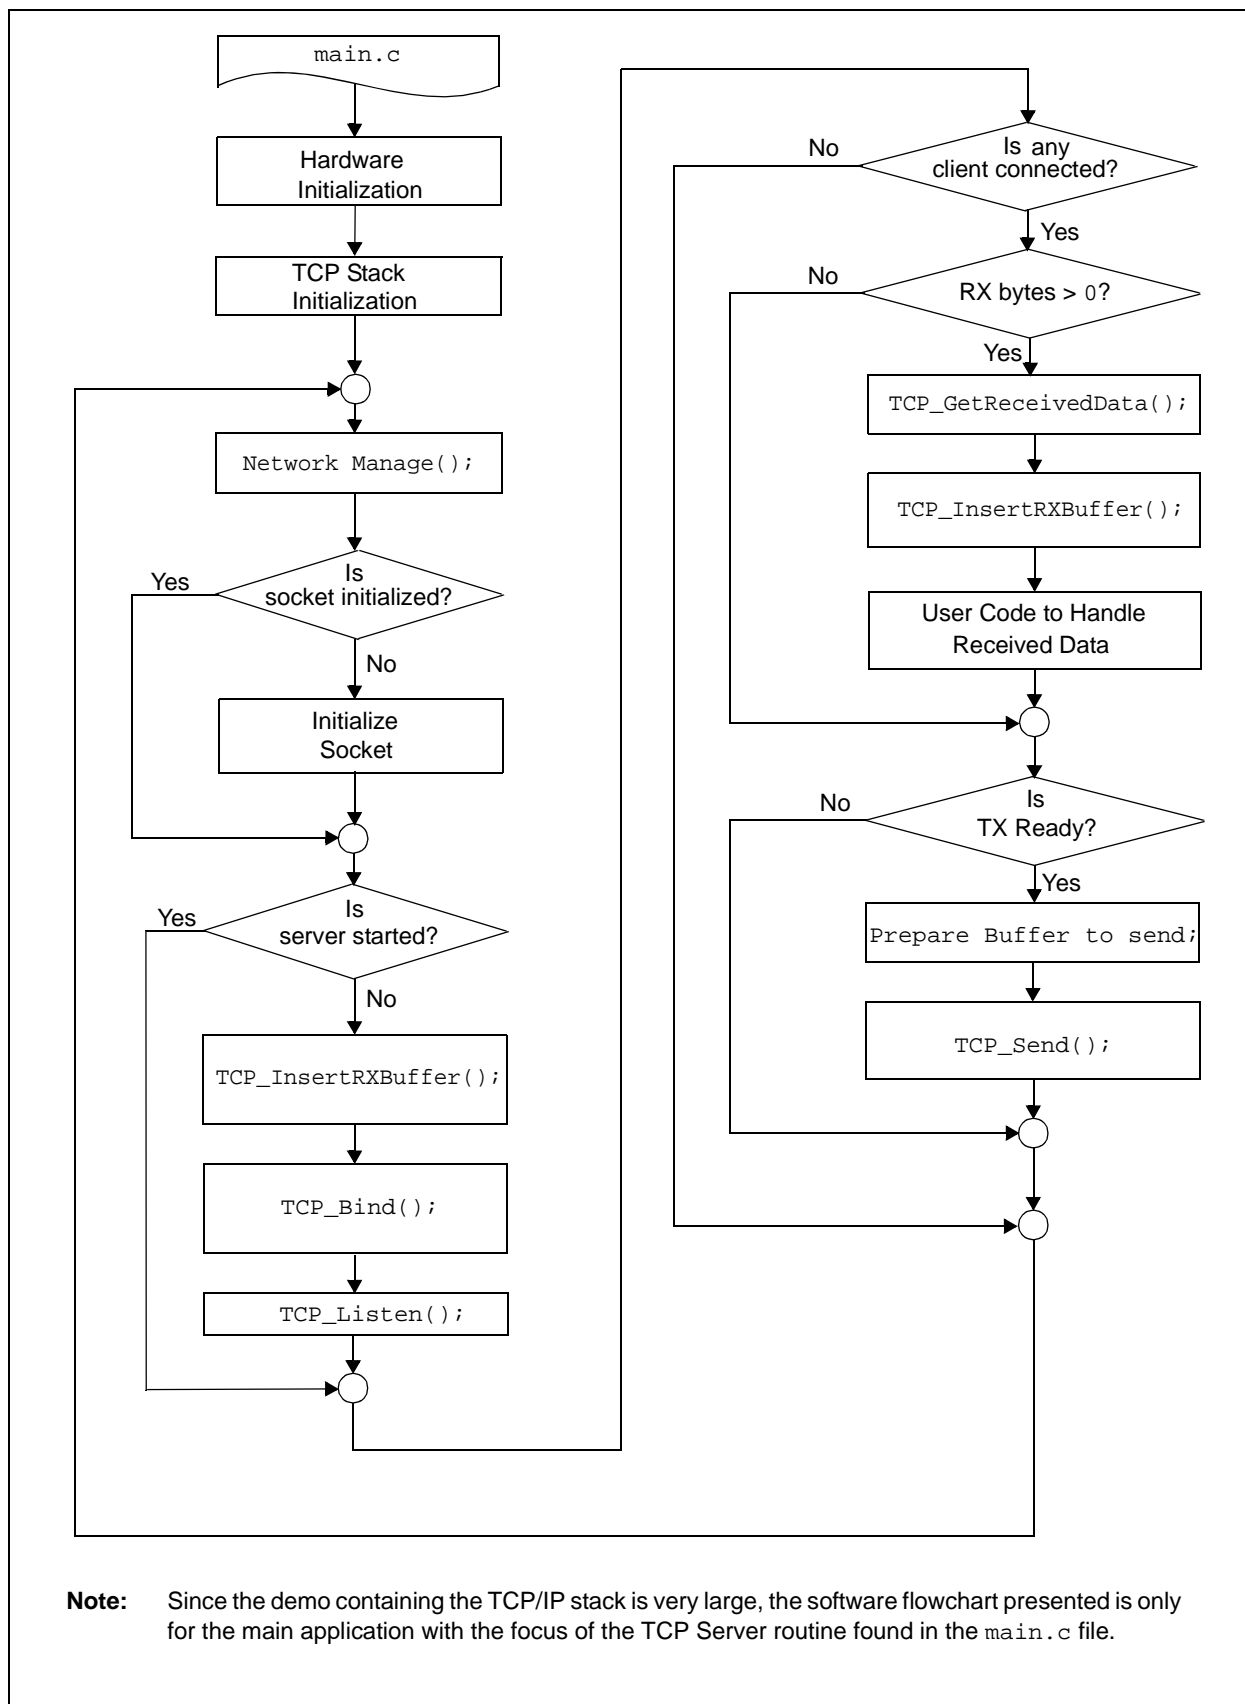 main.c
Hardware
Initialization
TCP Stack
Initialization
Network Manage();
Is
socket initialized?
Yes
No
Initialize
Socket
Is
server started?
Yes
No
TCP_InsertRXBuffer();
TCP_Bind();
TCP_Listen();
Is any
client connected?
No
Yes
RX bytes > 0?
No
Yes
TCP_GetReceivedData();
TCP_InsertRXBuffer();
User Code to Handle
Received Data
Is
TX Ready?
No
Yes
Prepare Buffer to send;
TCP_Send();
Note: Since the demo containing the TCP/IP stack is very large, the software flowchart presented is only
for the main application with the focus of the TCP Server routine found in the main.c file.